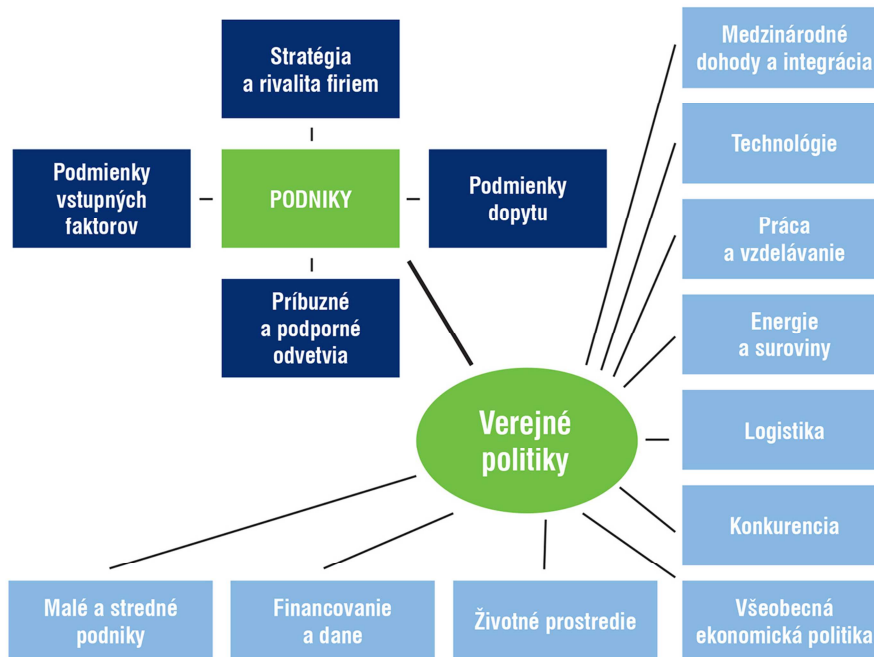 Stratégia
a rivalita firiem
Podmienky
vstupných
faktorov
PODNIKY
Podmienky
dopytu
Príbuzné
a podporné
odvetvia
Verejné
politiky
Medzinárodné
dohody a integrácia
Technológie
Práca
a vzdelávanie
Energie
a suroviny
Logistika
Konkurencia
Malé a stredné
podniky
Financovanie
a dane
Životné prostredie
Všeobecná
ekonomická politika